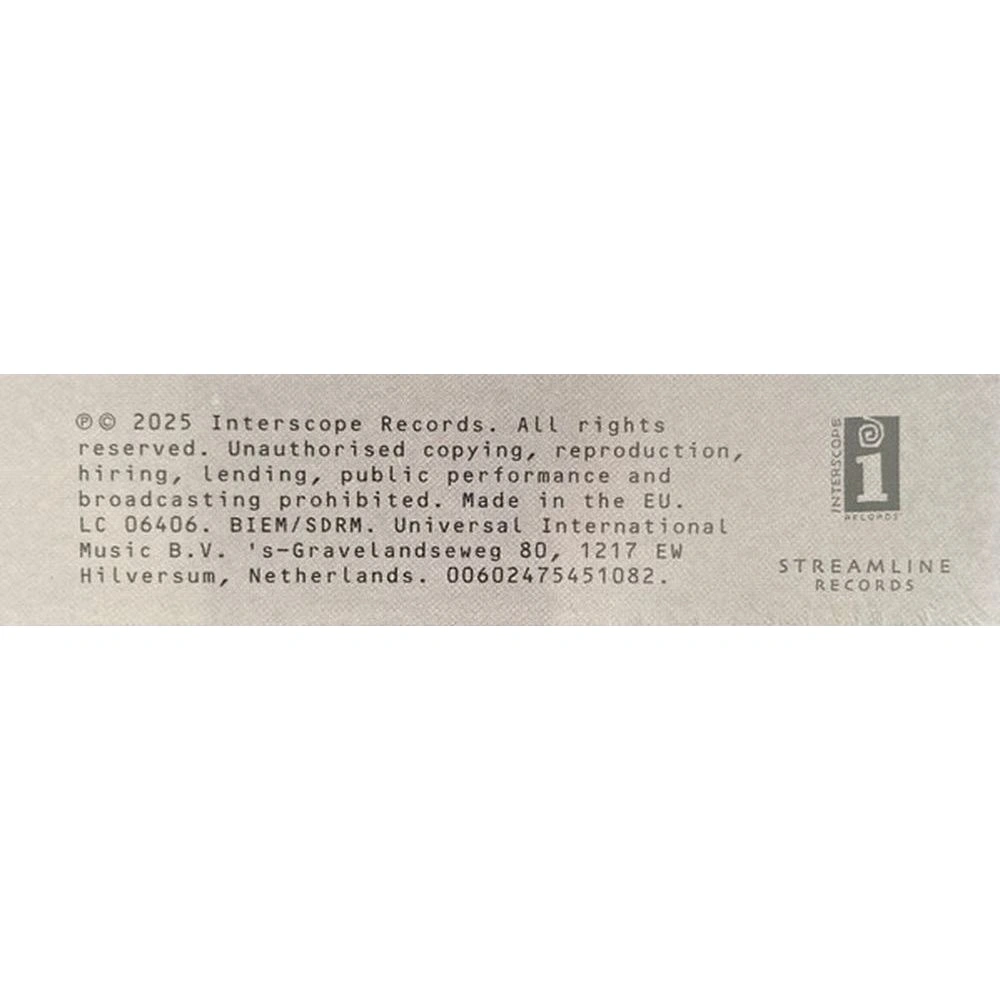 ℗© 2025 Interscope Records. All rights
reserved. Unauthorised copying, reproduction,
hiring, lending, public performance and
broadcasting prohibited. Made in the EU.
LC 06406. BIEM/SDRM. Universal International
Music B.V. 's-Gravelandseweg 80, 1217 EW
Hilversum, Netherlands. 00602475451082.
INTERSCOPE
i
RECORDS
STREAMLINE
RECORDS